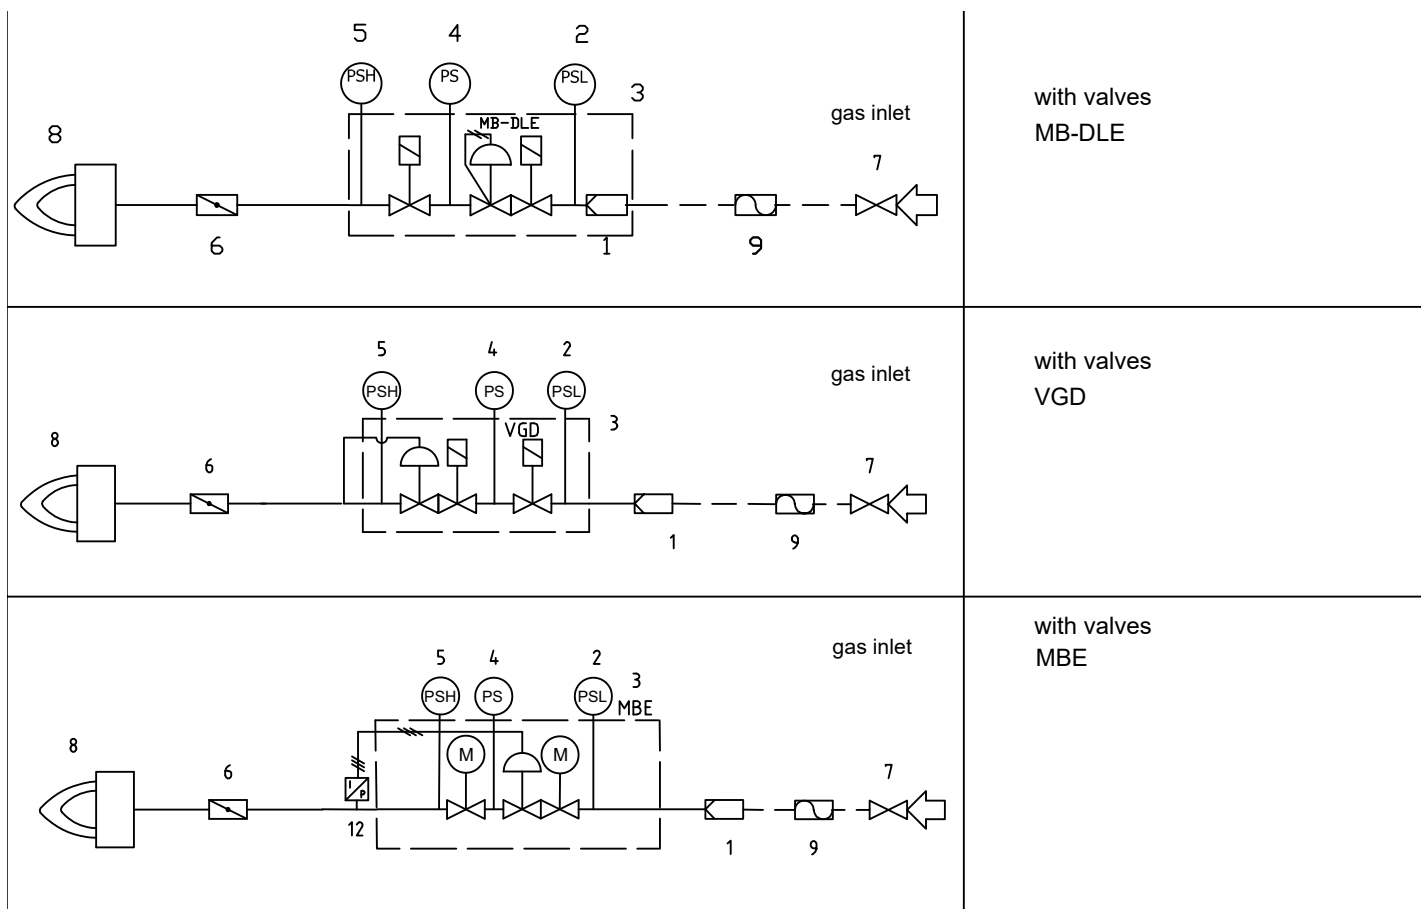 5 4 2
PSH PS PSL
3
MB-DLE
gas inlet
8
7
6 1 9
with valves
MB-DLE
5 4 2
gas inlet
PSH PS PSL
3
VGD
8
6
7
1 9
with valves
VGD
gas inlet
5 4 2
3
PSH PS PSL
MBE
8
M M
6
7
I
P
12
1 9
with valves
MBE